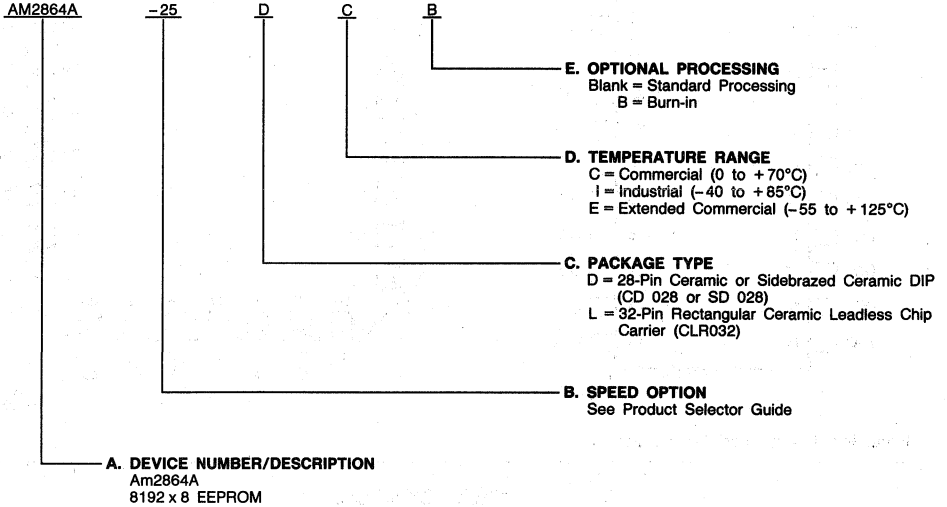 AM2864A -25 D C B
E. OPTIONAL PROCESSING
Blank = Standard Processing
B = Burn-in
D. TEMPERATURE RANGE
C = Commercial (0 to +70°C)
I = Industrial (-40 to +85°C)
E = Extended Commercial (-55 to +125°C)
C. PACKAGE TYPE
D = 28-Pin Ceramic or Sidebrazed Ceramic DIP
(CD 028 or SD 028)
L = 32-Pin Rectangular Ceramic Leadless Chip
Carrier (CLR032)
B. SPEED OPTION
See Product Selector Guide
A. DEVICE NUMBER/DESCRIPTION
Am2864A
8192 x 8 EEPROM